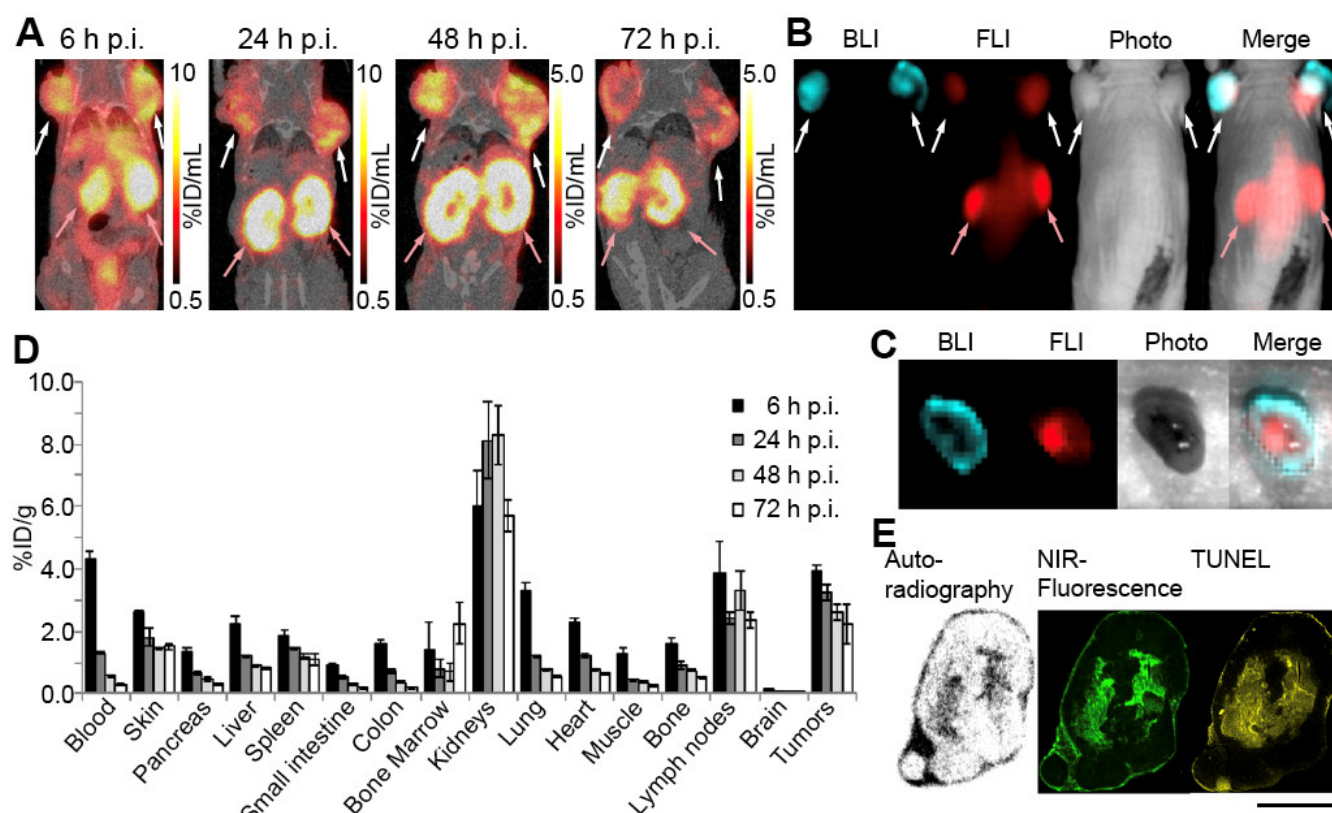 A
6 h p.i.
24 h p.i.
48 h p.i.
72 h p.i.
10
%ID/mL
0.5
10
%ID/mL
0.5
5.0
%ID/mL
0.5
5.0
%ID/mL
0.5
B
BLI
FLI
Photo
Merge
C
BLI
FLI
Photo
Merge
D
10.0
8.0
6.0
4.0
2.0
0.0
%ID/g
6 h p.i.
24 h p.i.
48 h p.i.
72 h p.i.
Blood
Skin
Pancreas
Liver
Spleen
Small intestine
Colon
Bone Marrow
Kidneys
Lung
Heart
Muscle
Bone
Lymph nodes
Brain
Tumors
E
Auto-
radiography
NIR-
Fluorescence
TUNEL